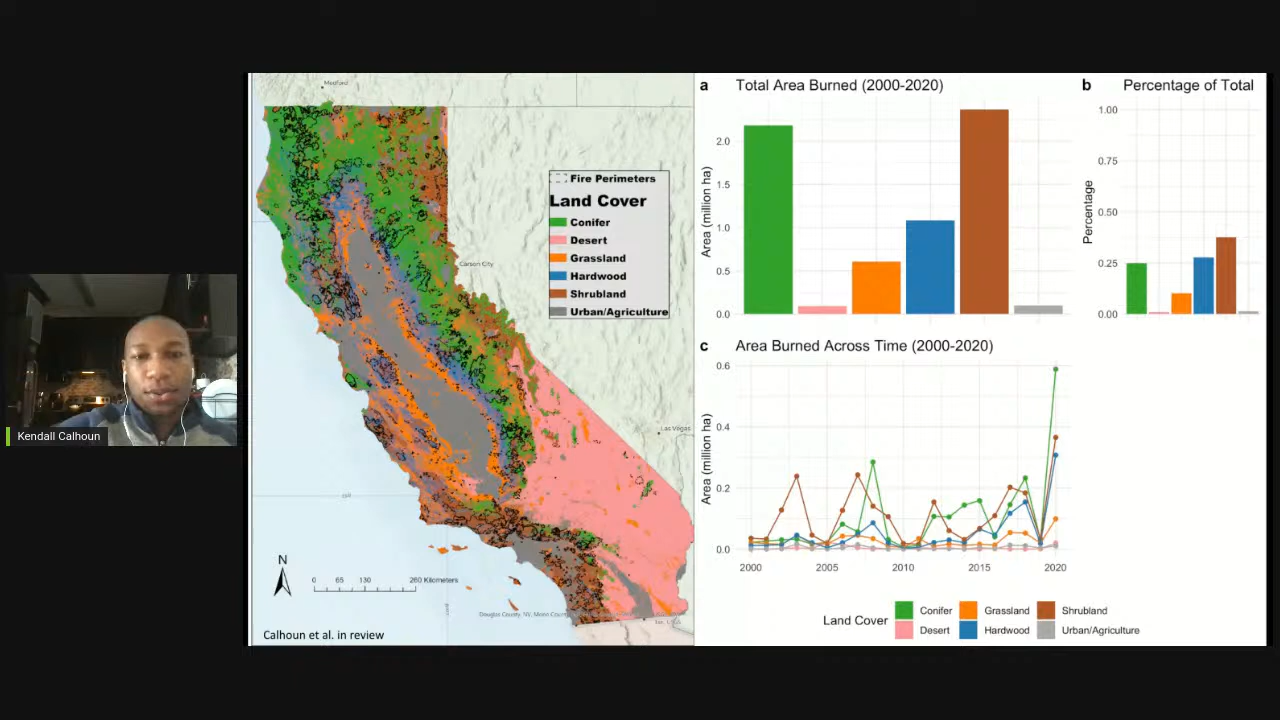 Kendall Calhoun
Medford
Carson City
Las Vegas
Fire Perimeters
Land Cover
Conifer
Desert
Grassland
Hardwood
Shrubland
Urban/Agriculture
N
0 65 130 260 Kilometers
Calhoun et al. in review
a Total Area Burned (2000-2020)
Area (million ha)
2.0
1.5
1.0
0.5
0.0
b Percentage of Total
Percentage
1.00
0.75
0.50
0.25
0.00
c Area Burned Across Time (2000-2020)
Area (million ha)
0.6
0.4
0.2
0.0
2000 2005 2010 2015 2020
Land Cover
Conifer Grassland Shrubland
Desert Hardwood Urban/Agriculture